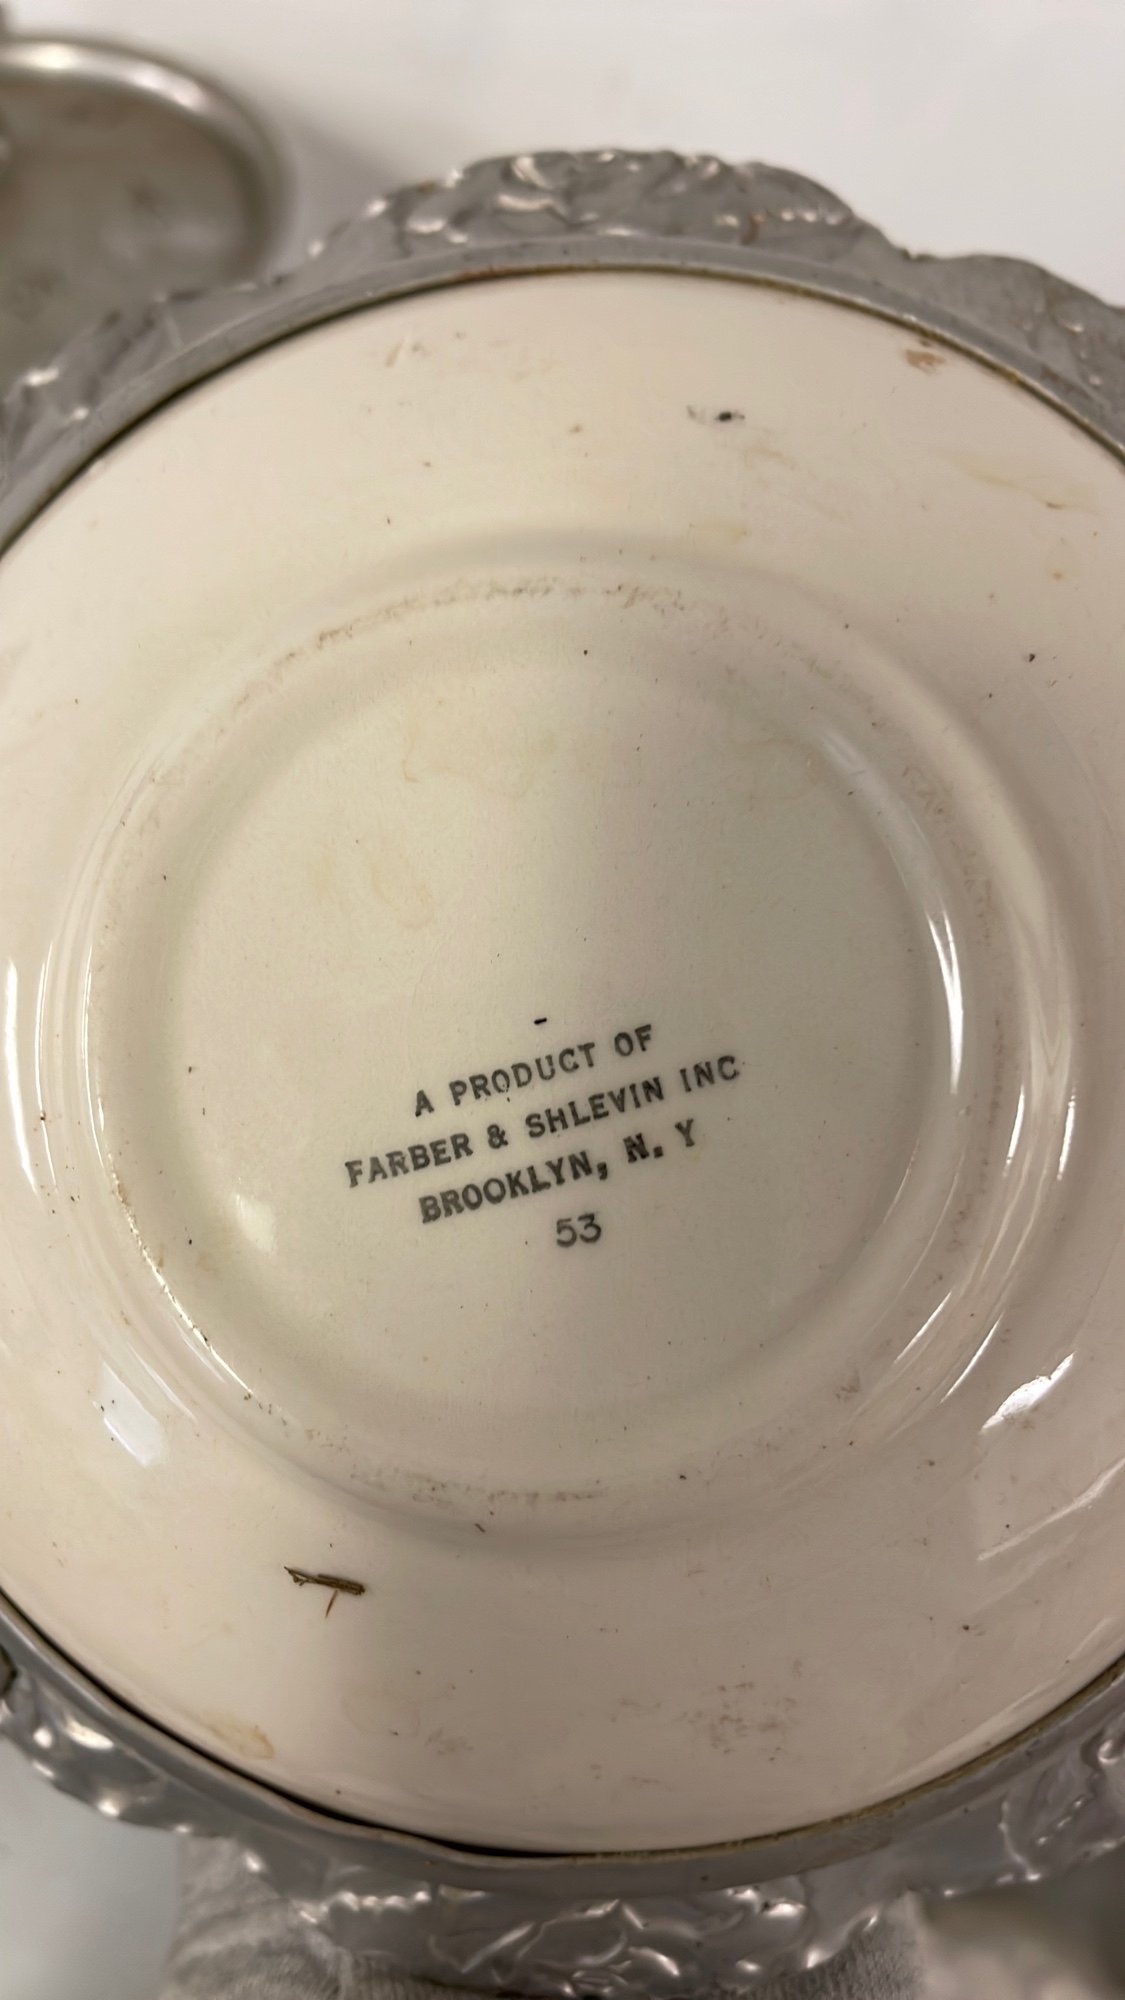 A PRODUCT OF
FARBER & SHLEVIN INC
BROOKLYN, N. Y
53